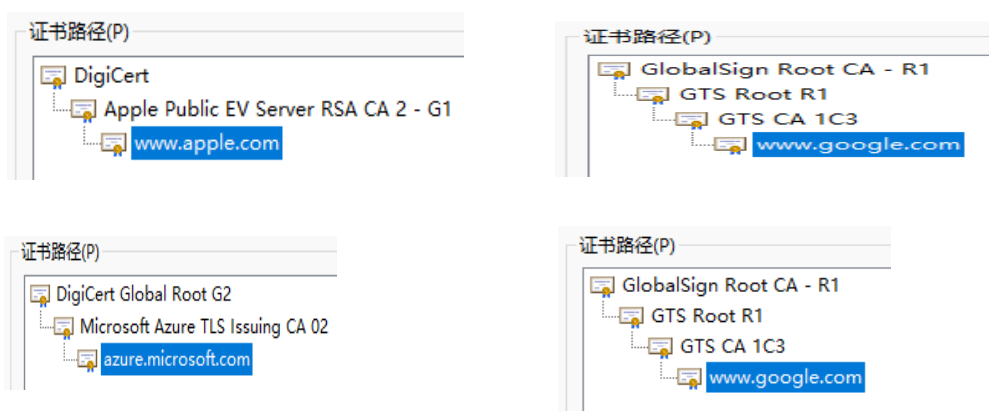 证书路径(P)
DigiCert
Apple Public EV Server RSA CA 2 - G1
www.apple.com
证书路径(P)
GlobalSign Root CA - R1
GTS Root R1
GTS CA 1C3
www.google.com
证书路径(P)
DigiCert Global Root G2
Microsoft Azure TLS Issuing CA 02
azure.microsoft.com
证书路径(P)
GlobalSign Root CA - R1
GTS Root R1
GTS CA 1C3
www.google.com